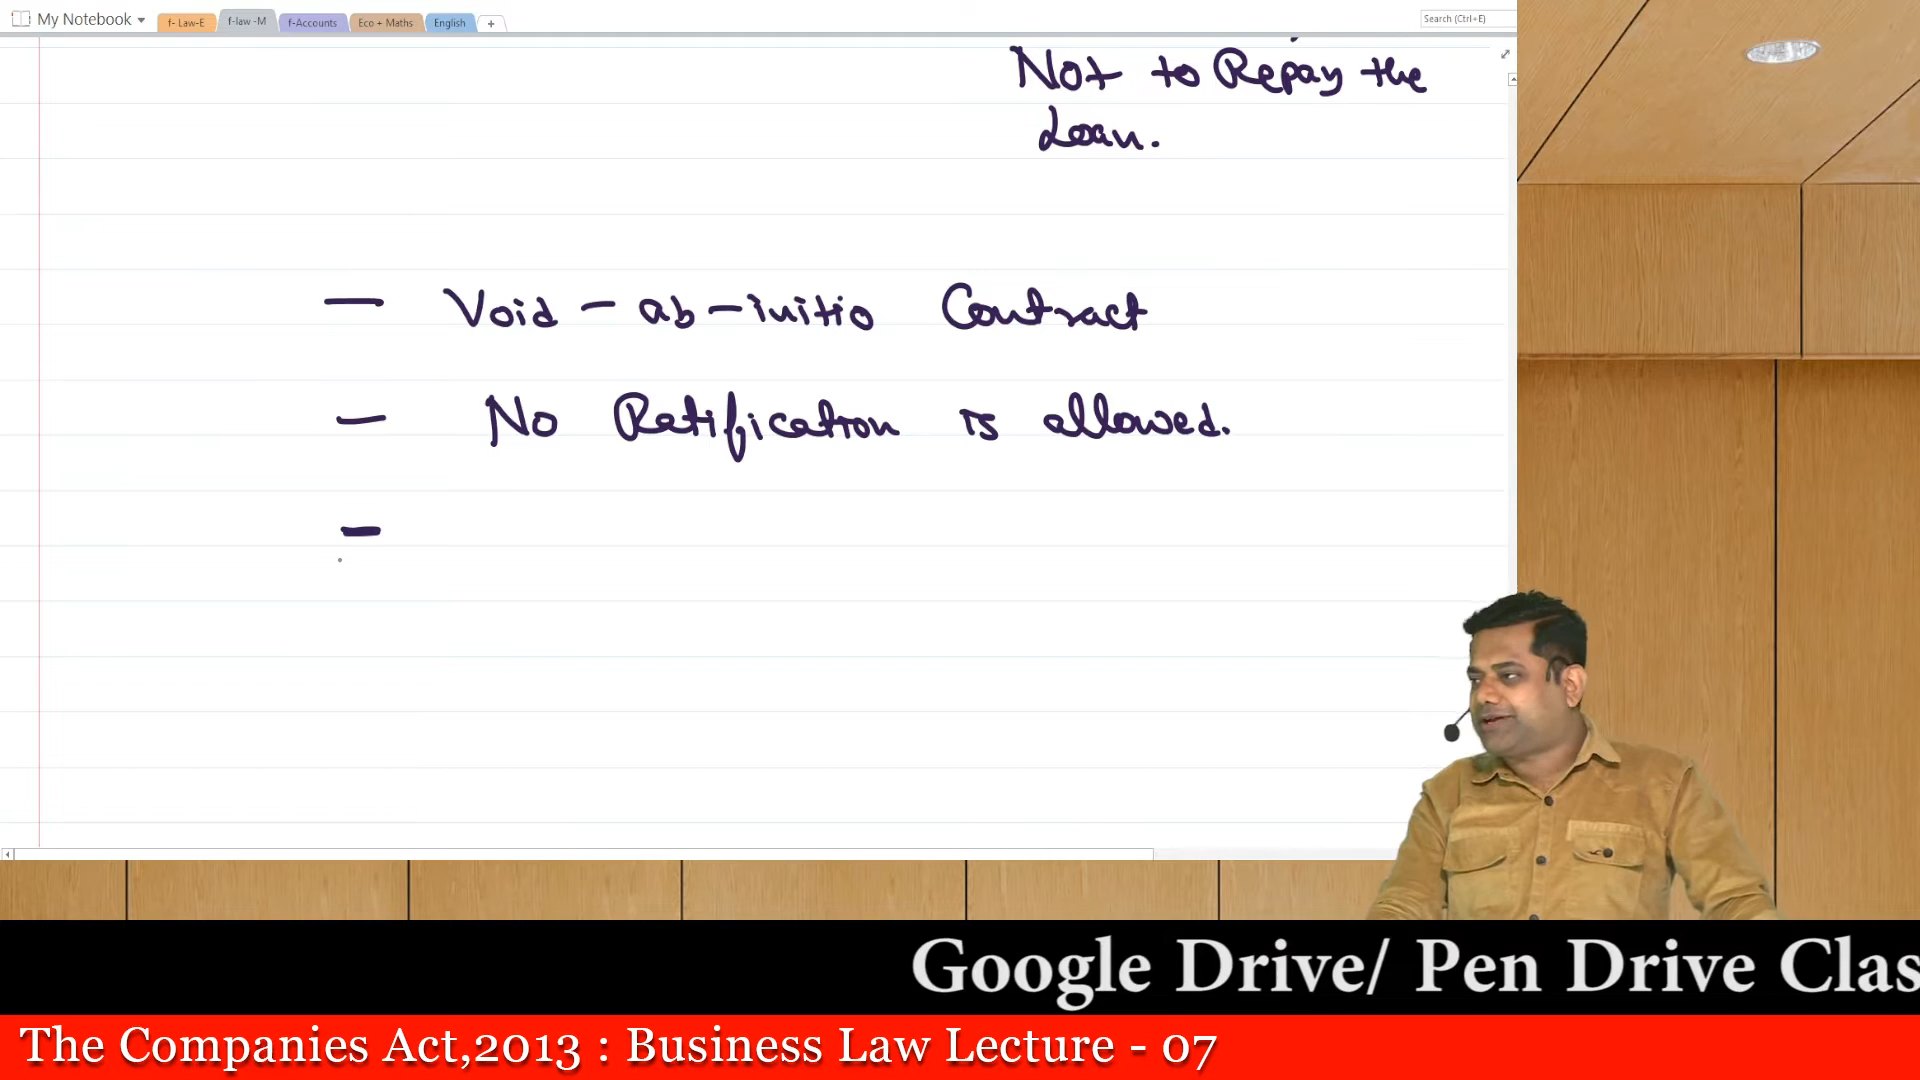 My Notebook
f- Law-E
f-law -M
f-Accounts
Eco + Maths
English
+
Search (Ctrl+E)
Not to Repay the
Loan.
— Void - ab - initio Contract
— No Ratification is allowed.
—
Google Drive/ Pen Drive Clas
The Companies Act,2013 : Business Law Lecture - 07